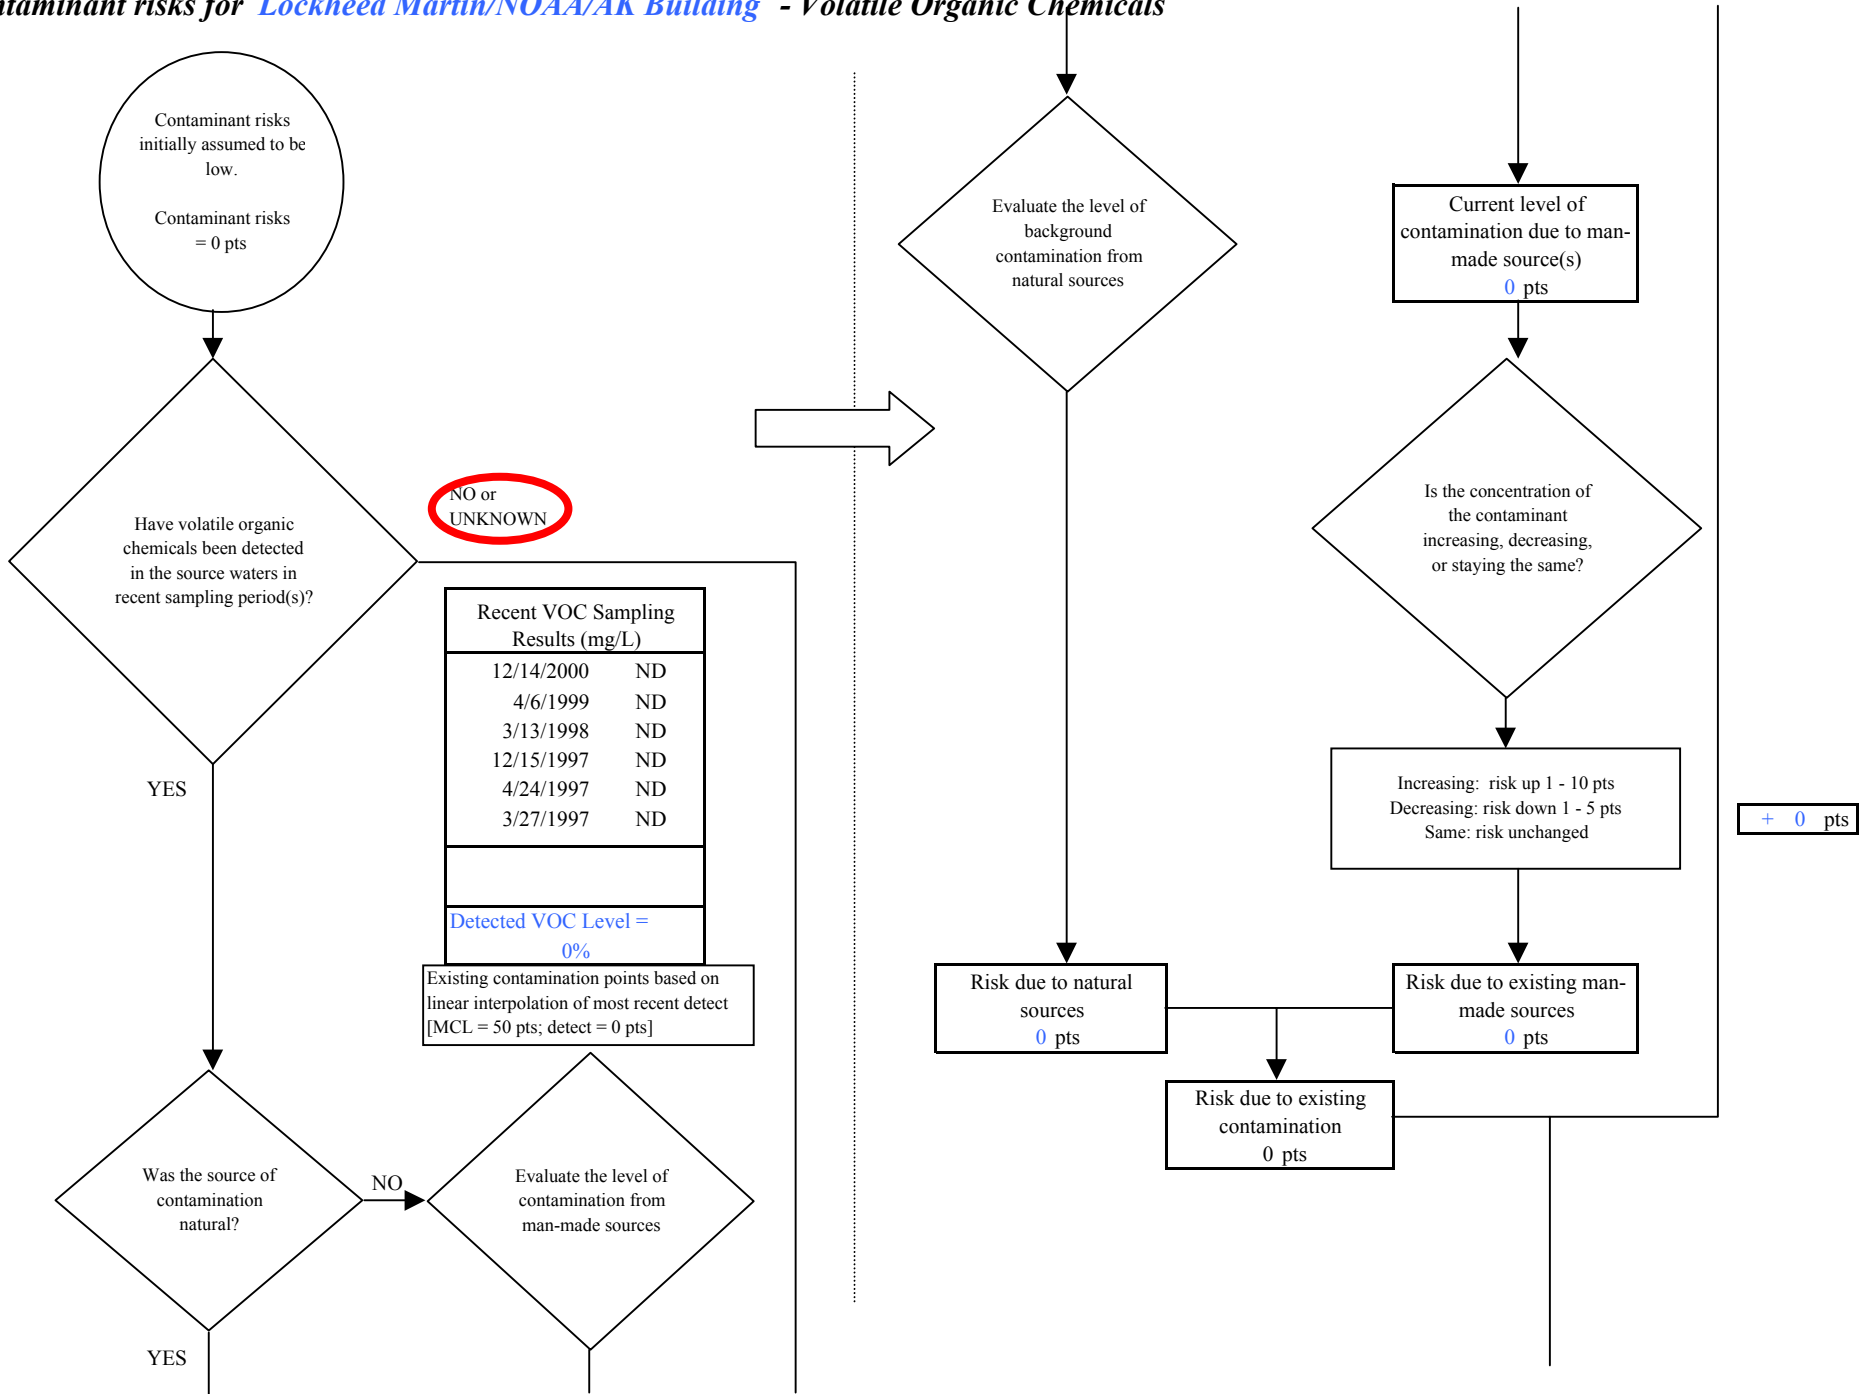 ntaminant risks for Lockheed Martin/NOAA/AK Building - Volatile Organic Chemicals
Contaminant risks
initially assumed to be
low.
Contaminant risks
= 0 pts
Have volatile organic
chemicals been detected
in the source waters in
recent sampling period(s)?
NO or
UNKNOWN
YES
Recent VOC Sampling
Results (mg/L)
12/14/2000 ND
4/6/1999 ND
3/13/1998 ND
12/15/1997 ND
4/24/1997 ND
3/27/1997 ND
Detected VOC Level =
0%
Existing contamination points based on
linear interpolation of most recent detect
[MCL = 50 pts; detect = 0 pts]
Was the source of
contamination
natural?
NO
YES
Evaluate the level of
contamination from
man-made sources
Evaluate the level of
background
contamination from
natural sources
Current level of
contamination due to man-
made source(s)
0 pts
Is the concentration of
the contaminant
increasing, decreasing,
or staying the same?
Increasing: risk up 1 - 10 pts
Decreasing: risk down 1 - 5 pts
Same: risk unchanged
+ 0 pts
Risk due to natural
sources
0 pts
Risk due to existing man-
made sources
0 pts
Risk due to existing
contamination
0 pts